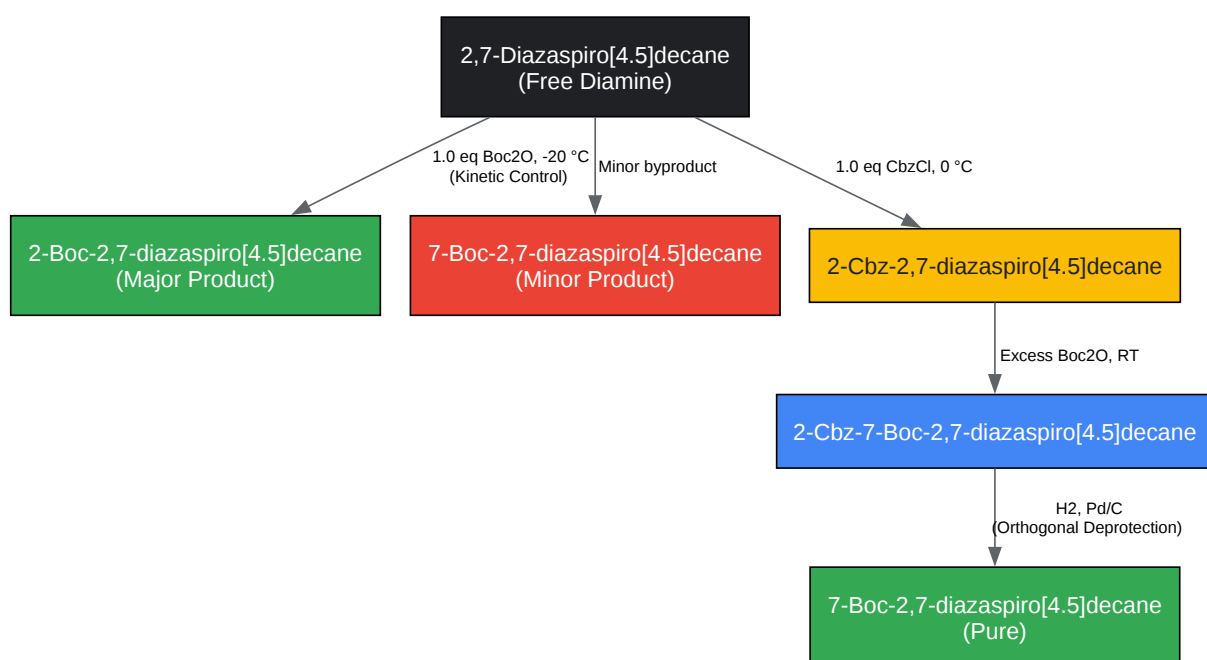 2,7-Diazaspiro[4.5]decane
(Free Diamine)
1.0 eq Boc2O, -20 °C
(Kinetic Control)
Minor byproduct
1.0 eq CbzCl, 0 °C
2-Boc-2,7-diazaspiro[4.5]decane
(Major Product)
7-Boc-2,7-diazaspiro[4.5]decane
(Minor Product)
2-Cbz-2,7-diazaspiro[4.5]decane
Excess Boc2O, RT
2-Cbz-7-Boc-2,7-diazaspiro[4.5]decane
H2, Pd/C
(Orthogonal Deprotection)
7-Boc-2,7-diazaspiro[4.5]decane
(Pure)